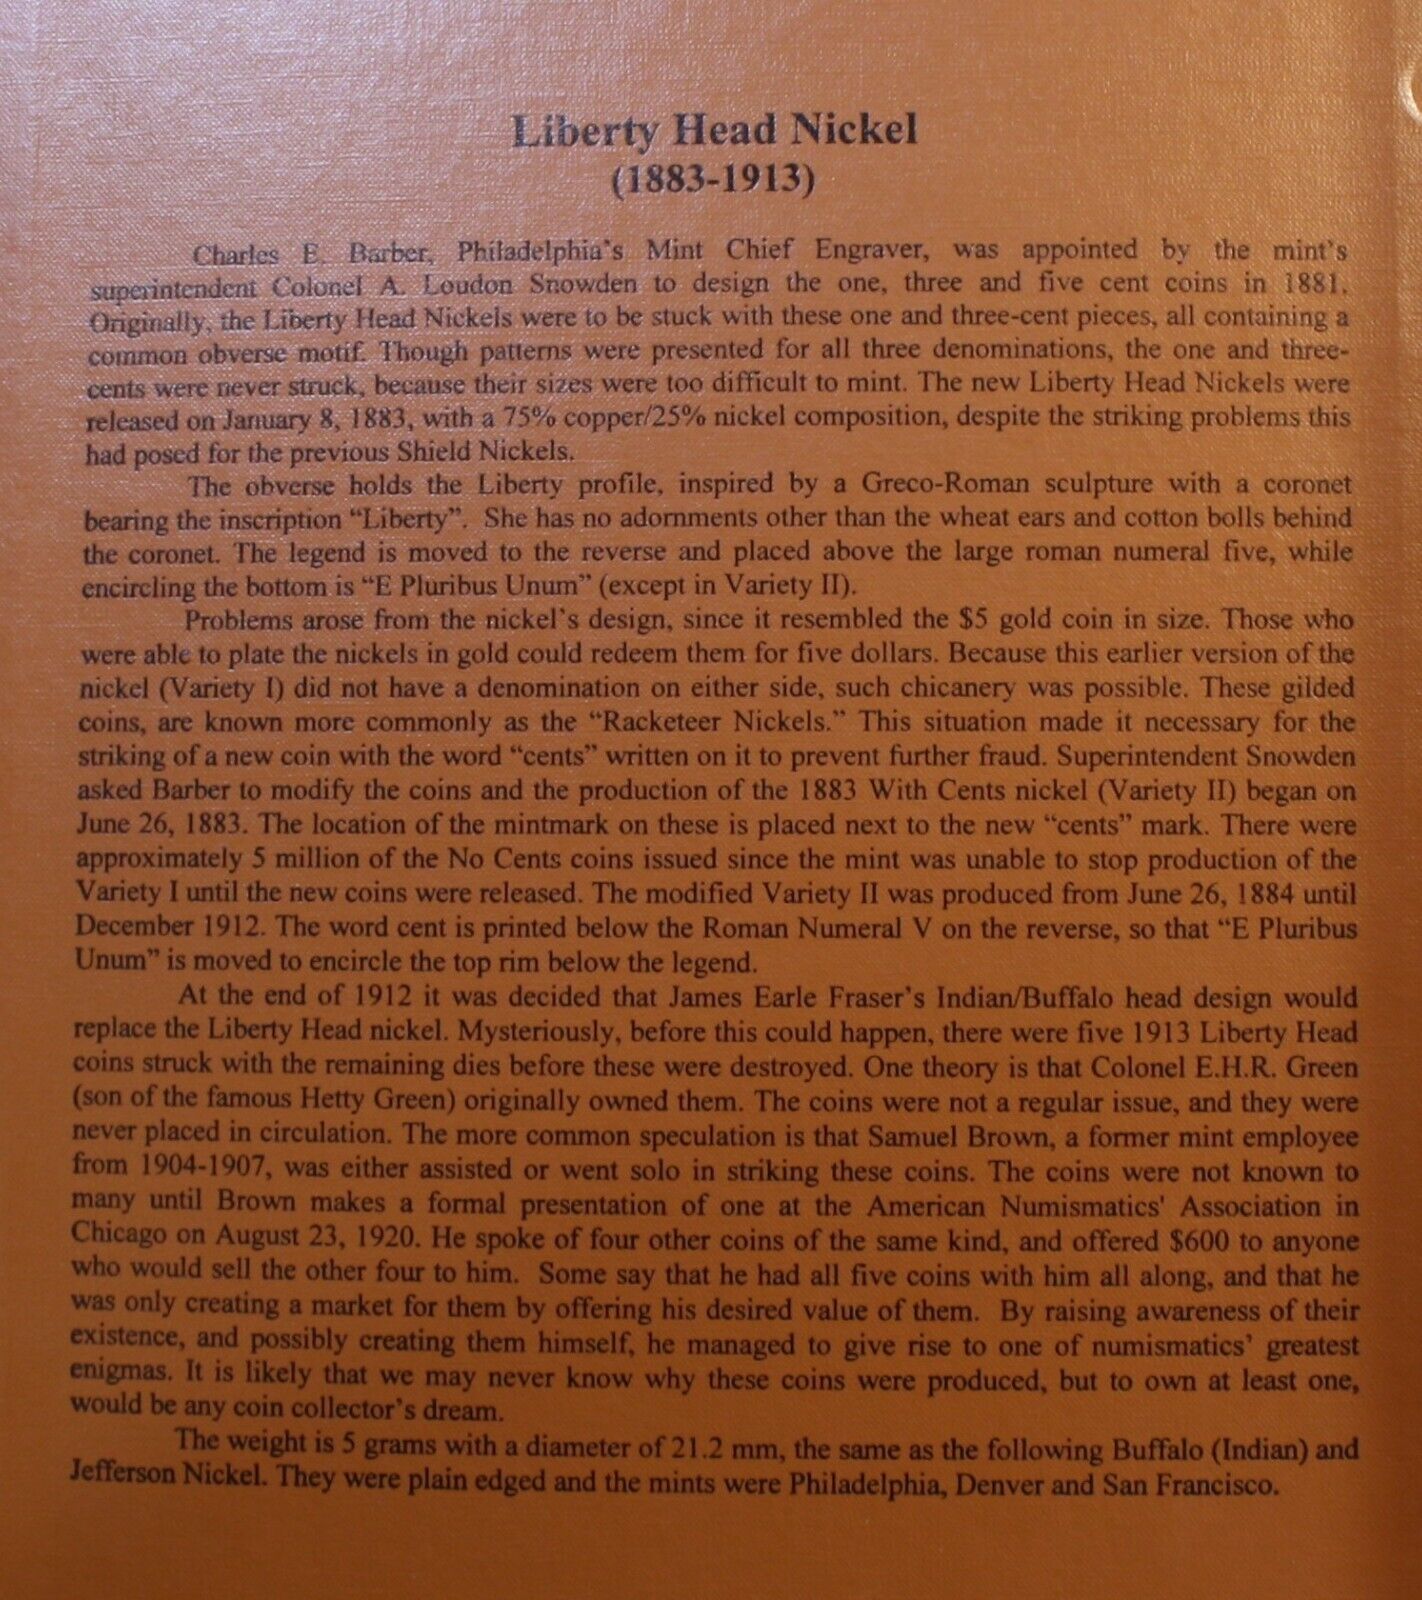 Liberty Head Nickel
(1883-1913)
Charles E. Barber, Philadelphia's Mint Chief Engraver, was appointed by the mint's
superintendent Colonel A. Loudon Snowden to design the one, three and five cent coins in 1881.
Originally, the Liberty Head Nickels were to be stuck with these one and three-cent pieces, all containing a
common obverse motif. Though patterns were presented for all three denominations, the one and three-
cents were never struck, because their sizes were too difficult to mint. The new Liberty Head Nickels were
released on January 8, 1883, with a 75% copper/25% nickel composition, despite the striking problems this
had posed for the previous Shield Nickels.
The obverse holds the Liberty profile, inspired by a Greco-Roman sculpture with a coronet
bearing the inscription “Liberty”. She has no adornments other than the wheat ears and cotton bolls behind
the coronet. The legend is moved to the reverse and placed above the large roman numeral five, while
encircling the bottom is “E Pluribus Unum” (except in Variety II).
Problems arose from the nickel's design, since it resembled the $5 gold coin in size. Those who
were able to plate the nickels in gold could redeem them for five dollars. Because this earlier version of the
nickel (Variety I) did not have a denomination on either side, such chicanery was possible. These gilded
coins, are known more commonly as the “Racketeer Nickels.” This situation made it necessary for the
striking of a new coin with the word “cents” written on it to prevent further fraud. Superintendent Snowden
asked Barber to modify the coins and the production of the 1883 With Cents nickel (Variety II) began on
June 26, 1883. The location of the mintmark on these is placed next to the new “cents” mark. There were
approximately 5 million of the No Cents coins issued since the mint was unable to stop production of the
Variety I until the new coins were released. The modified Variety II was produced from June 26, 1884 until
December 1912. The word cent is printed below the Roman Numeral V on the reverse, so that “E Pluribus
Unum” is moved to encircle the top rim below the legend.
At the end of 1912 it was decided that James Earle Fraser's Indian/Buffalo head design would
replace the Liberty Head nickel. Mysteriously, before this could happen, there were five 1913 Liberty Head
coins struck with the remaining dies before these were destroyed. One theory is that Colonel E.H.R. Green
(son of the famous Hetty Green) originally owned them. The coins were not a regular issue, and they were
never placed in circulation. The more common speculation is that Samuel Brown, a former mint employee
from 1904-1907, was either assisted or went solo in striking these coins. The coins were not known to
many until Brown makes a formal presentation of one at the American Numismatics' Association in
Chicago on August 23, 1920. He spoke of four other coins of the same kind, and offered $600 to anyone
who would sell the other four to him. Some say that he had all five coins with him all along, and that he
was only creating a market for them by offering his desired value of them. By raising awareness of their
existence, and possibly creating them himself, he managed to give rise to one of numismatics' greatest
enigmas. It is likely that we may never know why these coins were produced, but to own at least one,
would be any coin collector's dream.
The weight is 5 grams with a diameter of 21.2 mm, the same as the following Buffalo (Indian) and
Jefferson Nickel. They were plain edged and the mints were Philadelphia, Denver and San Francisco.